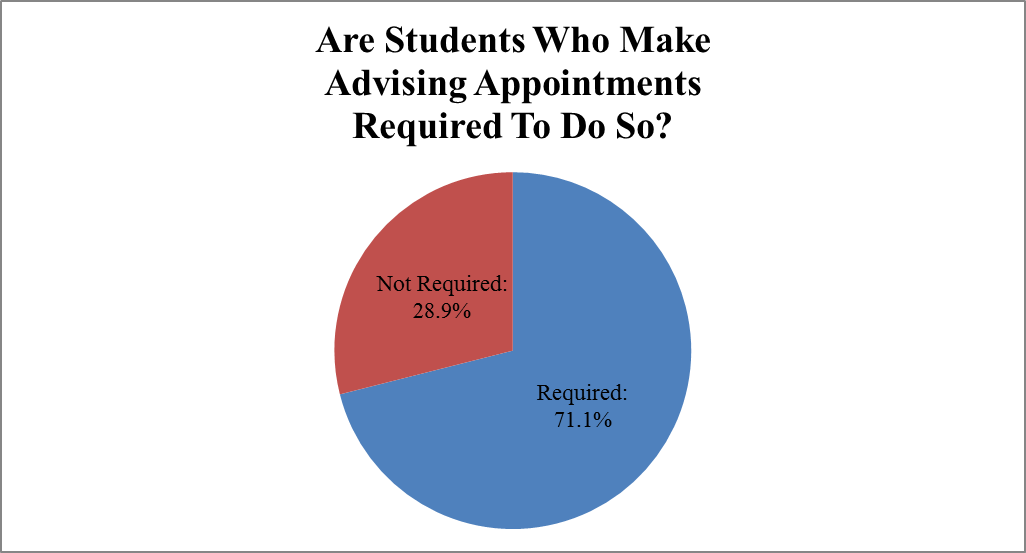 Are Students Who Make
Advising Appointments
Required To Do So?
Not Required:
28.9%
Required:
71.1%